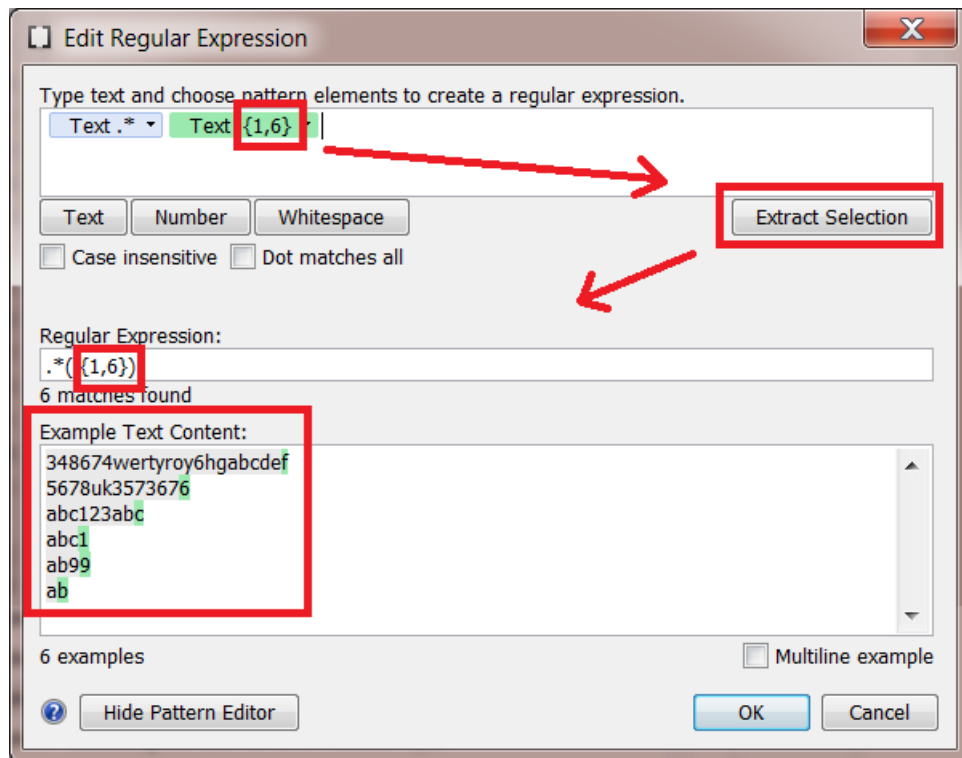 Edit Regular Expression
Type text and choose pattern elements to create a regular expression.
Text .* Text {1,6}
Text Number Whitespace Extract Selection
Case insensitive Dot matches all
Regular Expression:
.*( {1,6})
6 matches found
Example Text Content:
348674wertyroy6hgabcdef
5678uk3573676
abc123abc
abc1
ab99
ab
6 examples Multiline example
Hide Pattern Editor OK Cancel